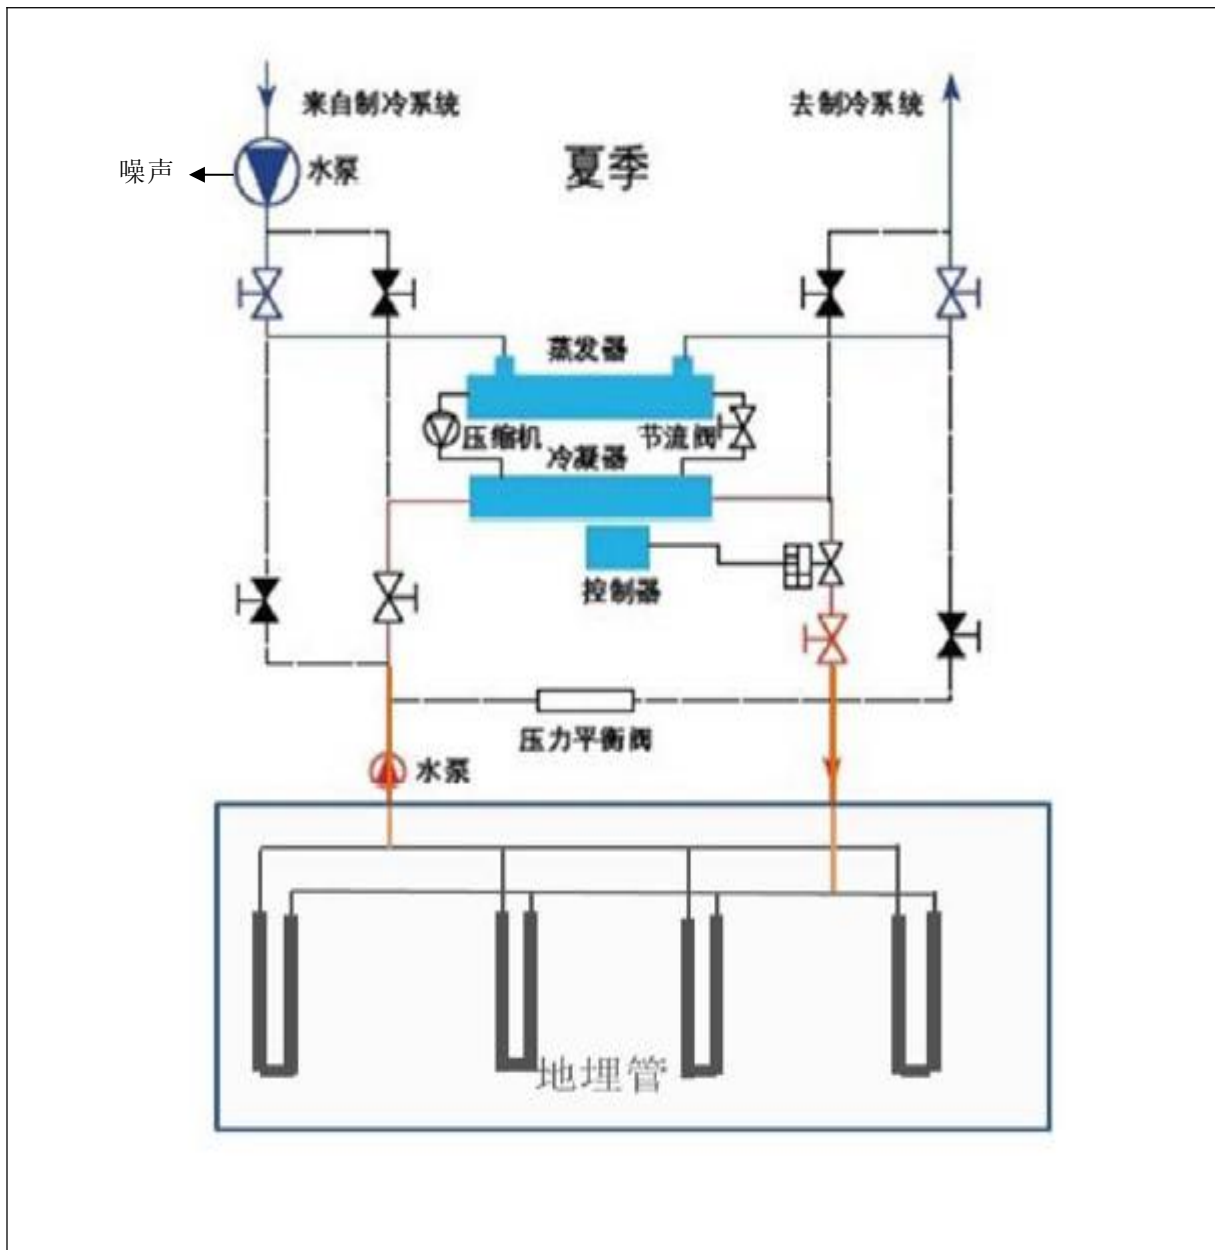 来自制冷系统
去制冷系统
噪声
水泵
夏季
蒸发器
压缩机
节流阀
冷凝器
控制器
压力平衡阀
水泵
地埋管